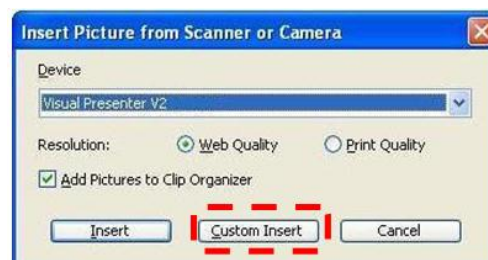 Insert Picture from Scanner or Camera
Device
Visual Presenter V2
Resolution: Web Quality Print Quality
Add Pictures to Clip Organizer
Insert Custom Insert Cancel